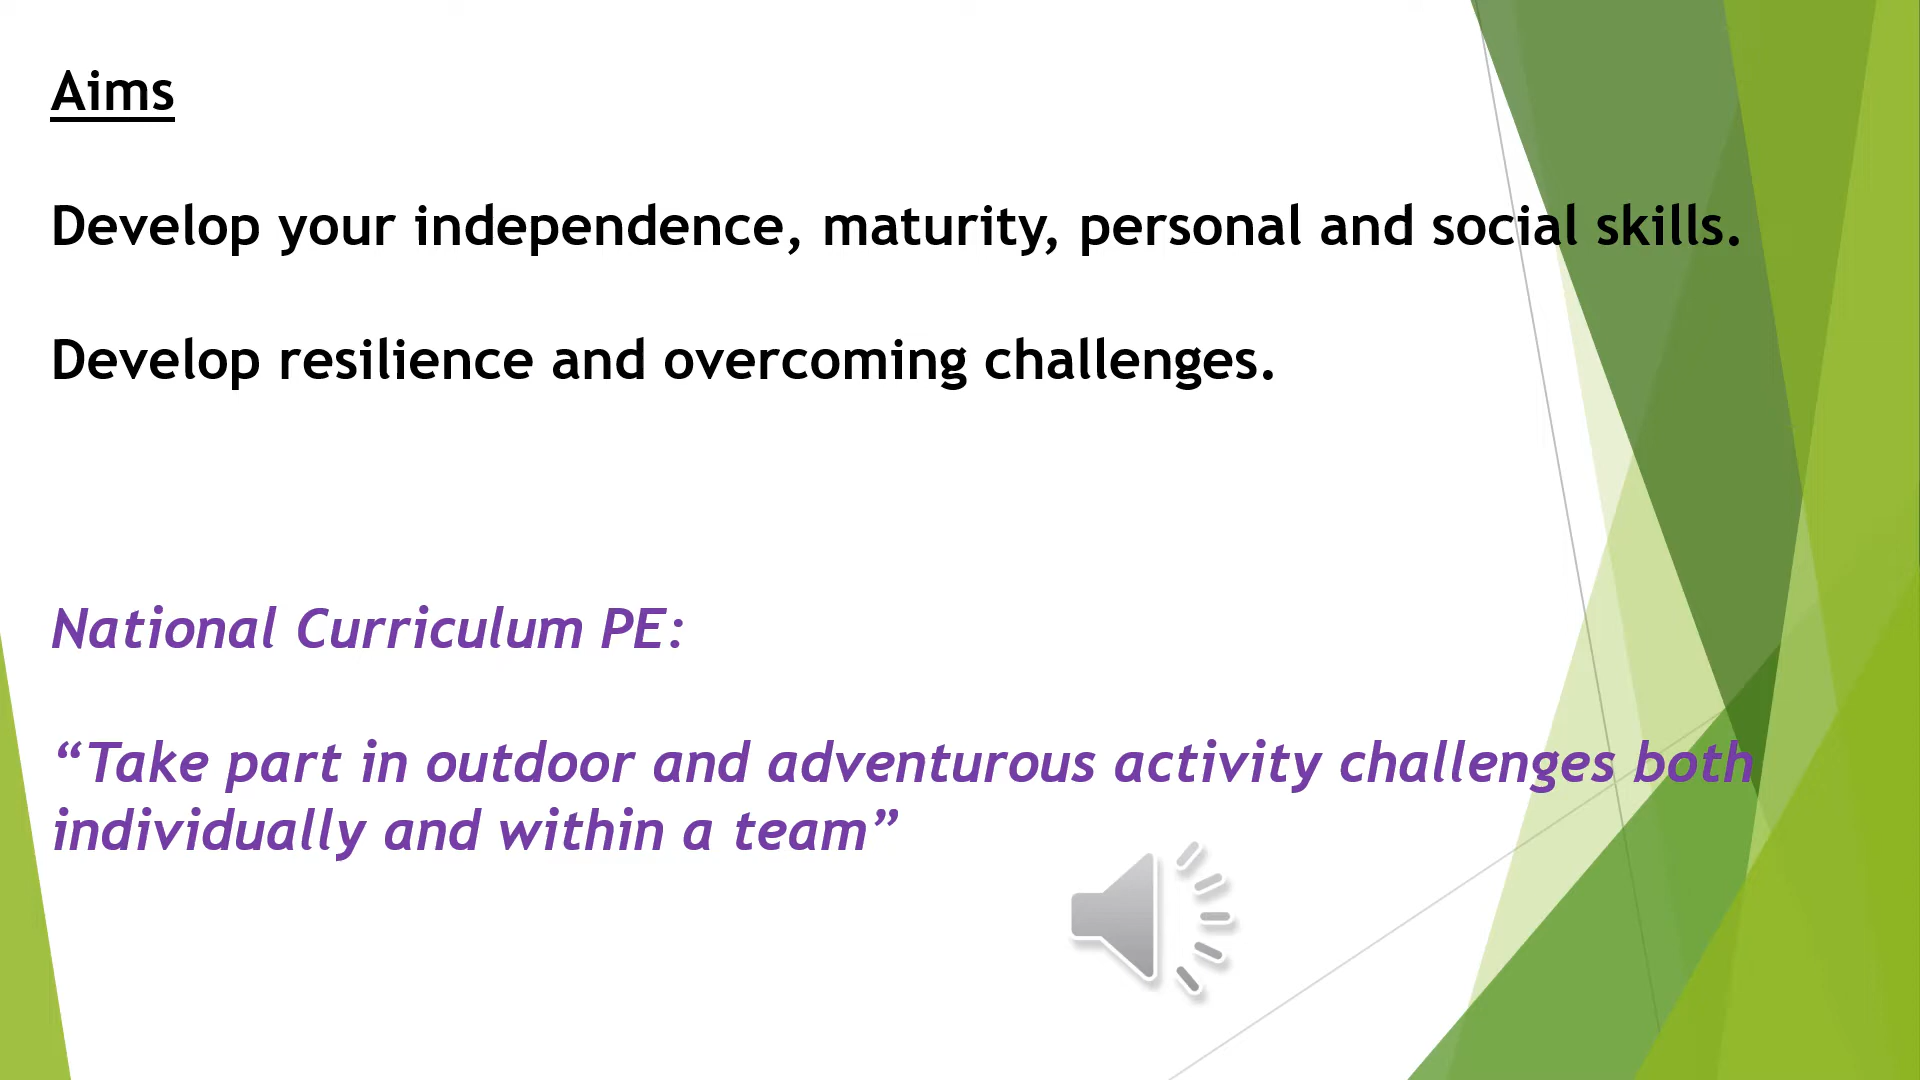 Aims
Develop your independence, maturity, personal and social skills.
Develop resilience and overcoming challenges.
National Curriculum PE:
“Take part in outdoor and adventurous activity challenges both
individually and within a team”